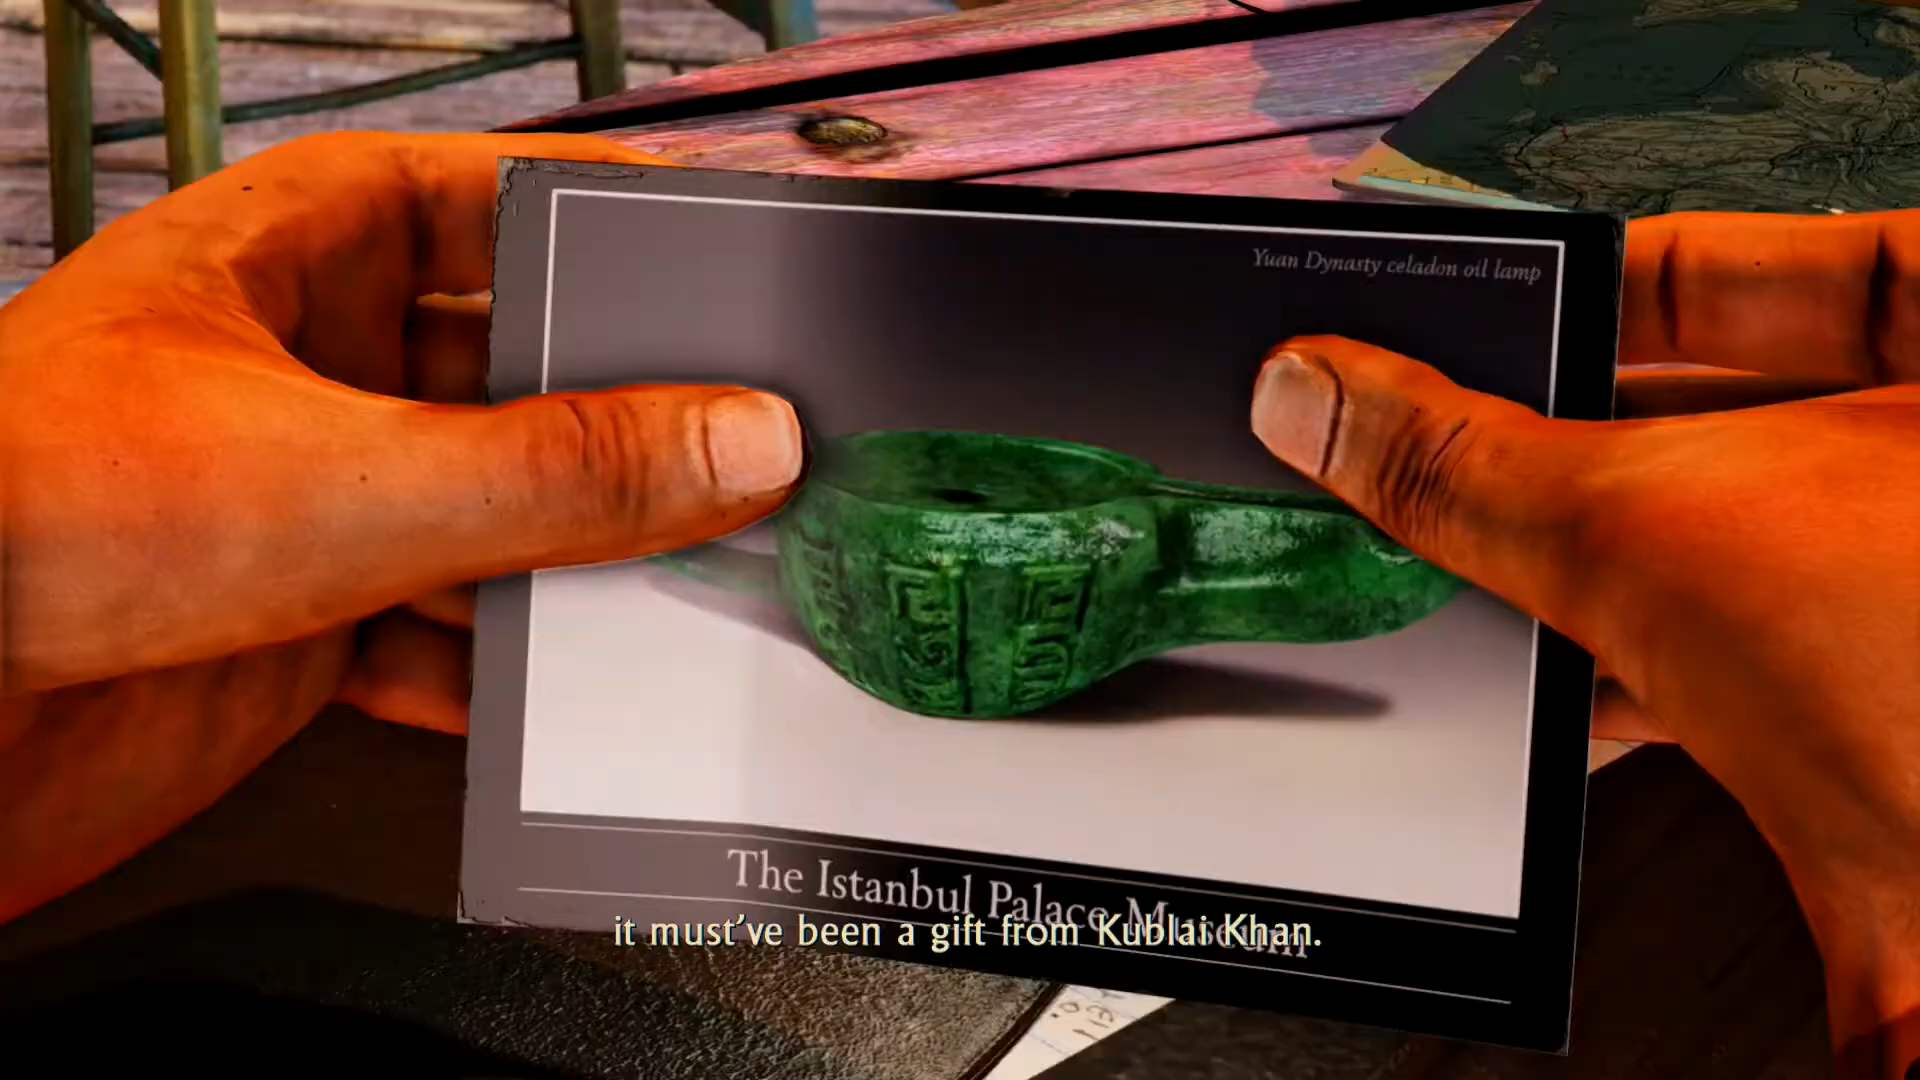 Yuan Dynasty celadon oil lamp
The Istanbul Palace Museum
it must've been a gift from Kublai Khan.